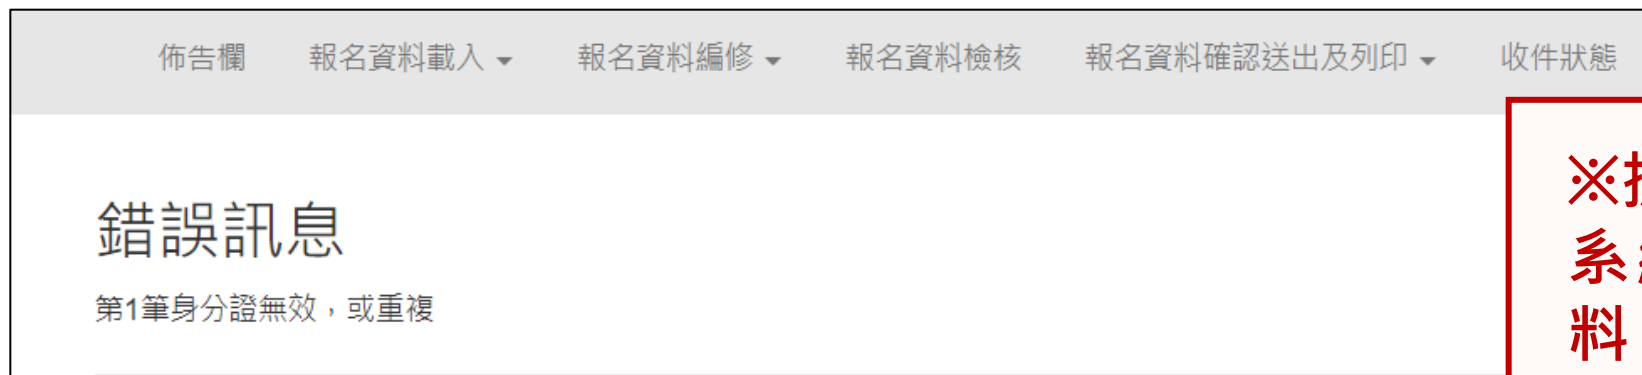 佈告欄 報名資料載入 報名資料編修 報名資料檢核 報名資料確認送出及列印 收件狀態
錯誤訊息
第1筆身分證無效，或重複
※
系
料